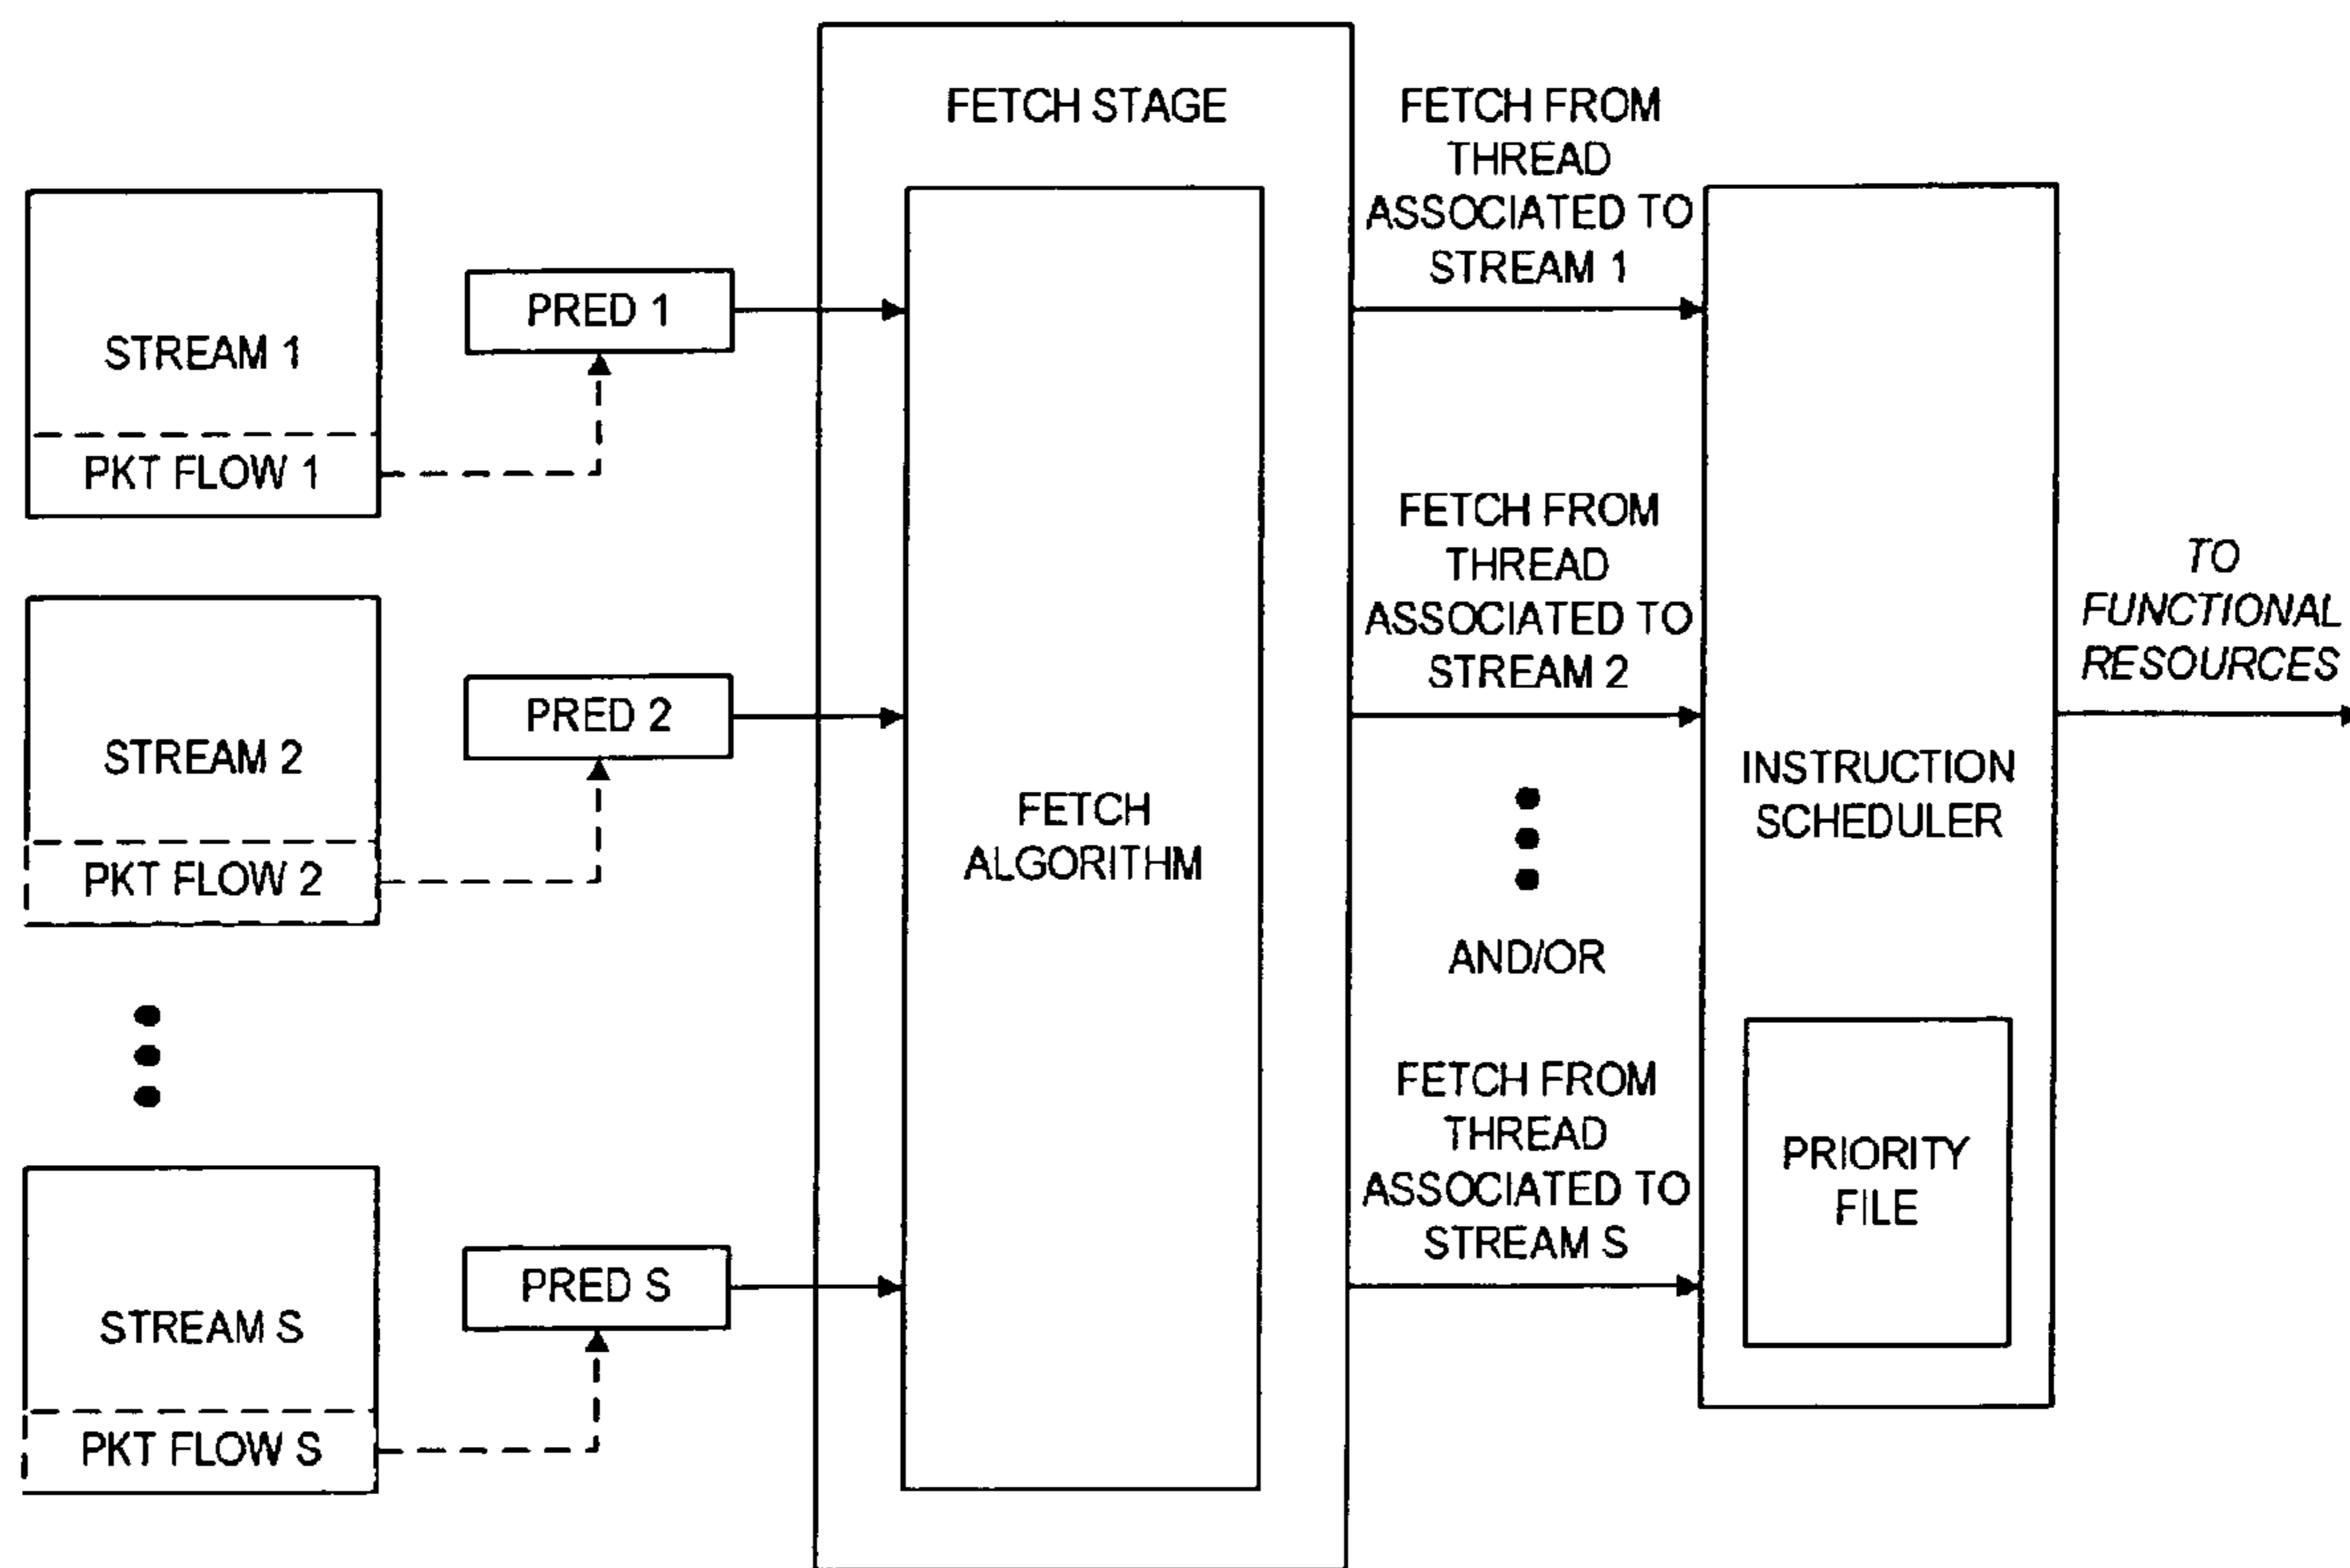 FETCH STAGE
FETCH FROM
THREAD
ASSOCIATED TO
STREAM 1
STREAM 1
PKT FLOW 1
PRED 1
FETCH FROM
THREAD
ASSOCIATED TO
STREAM 2
STREAM 2
PKT FLOW 2
PRED 2
FETCH
ALGORITHM
INSTRUCTION
SCHEDULER
TO
FUNCTIONAL
RESOURCES
AND/OR
FETCH FROM
THREAD
ASSOCIATED TO
STREAM S
STREAM S
PKT FLOW S
PRED S
PRIORITY
FILE